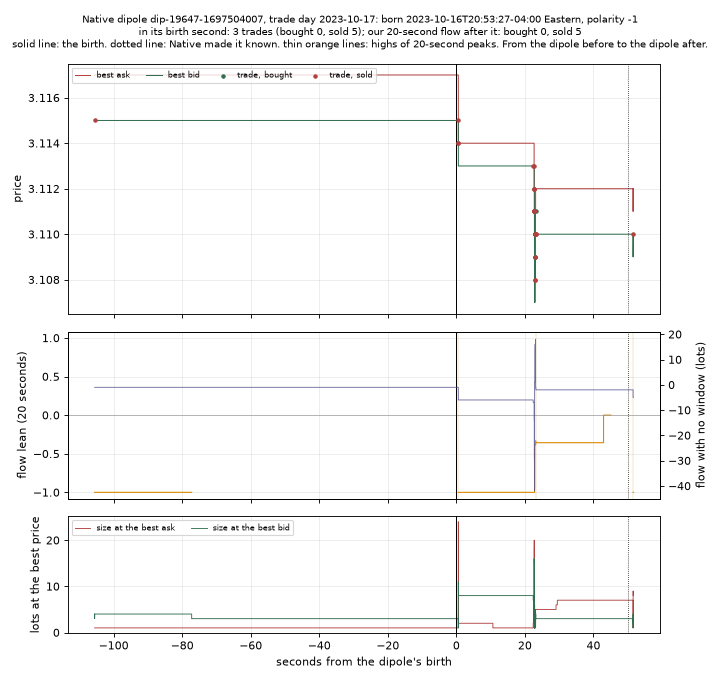 Native dipole dip-19647-1697504007, trade day 2023-10-17: born 2023-10-16T20:53:27-04:00 Eastern, polarity -1
in its birth second: 3 trades (bought 0, sold 5); our 20-second flow after it: bought 0, sold 5
solid line: the birth. dotted line: Native made it known. thin orange lines: highs of 20-second peaks. From the dipole before to the dipole after.
best ask best bid trade, bought trade, sold
3.116
3.114
3.112
3.110
3.108
price
1.0
0.5
0.0
−0.5
−1.0
flow lean (20 seconds)
20
10
0
−10
−20
−30
−40
flow with no window (lots)
size at the best ask size at the best bid
20
10
0
lots at the best price
−100 −80 −60 −40 −20 0 20 40
seconds from the dipole's birth